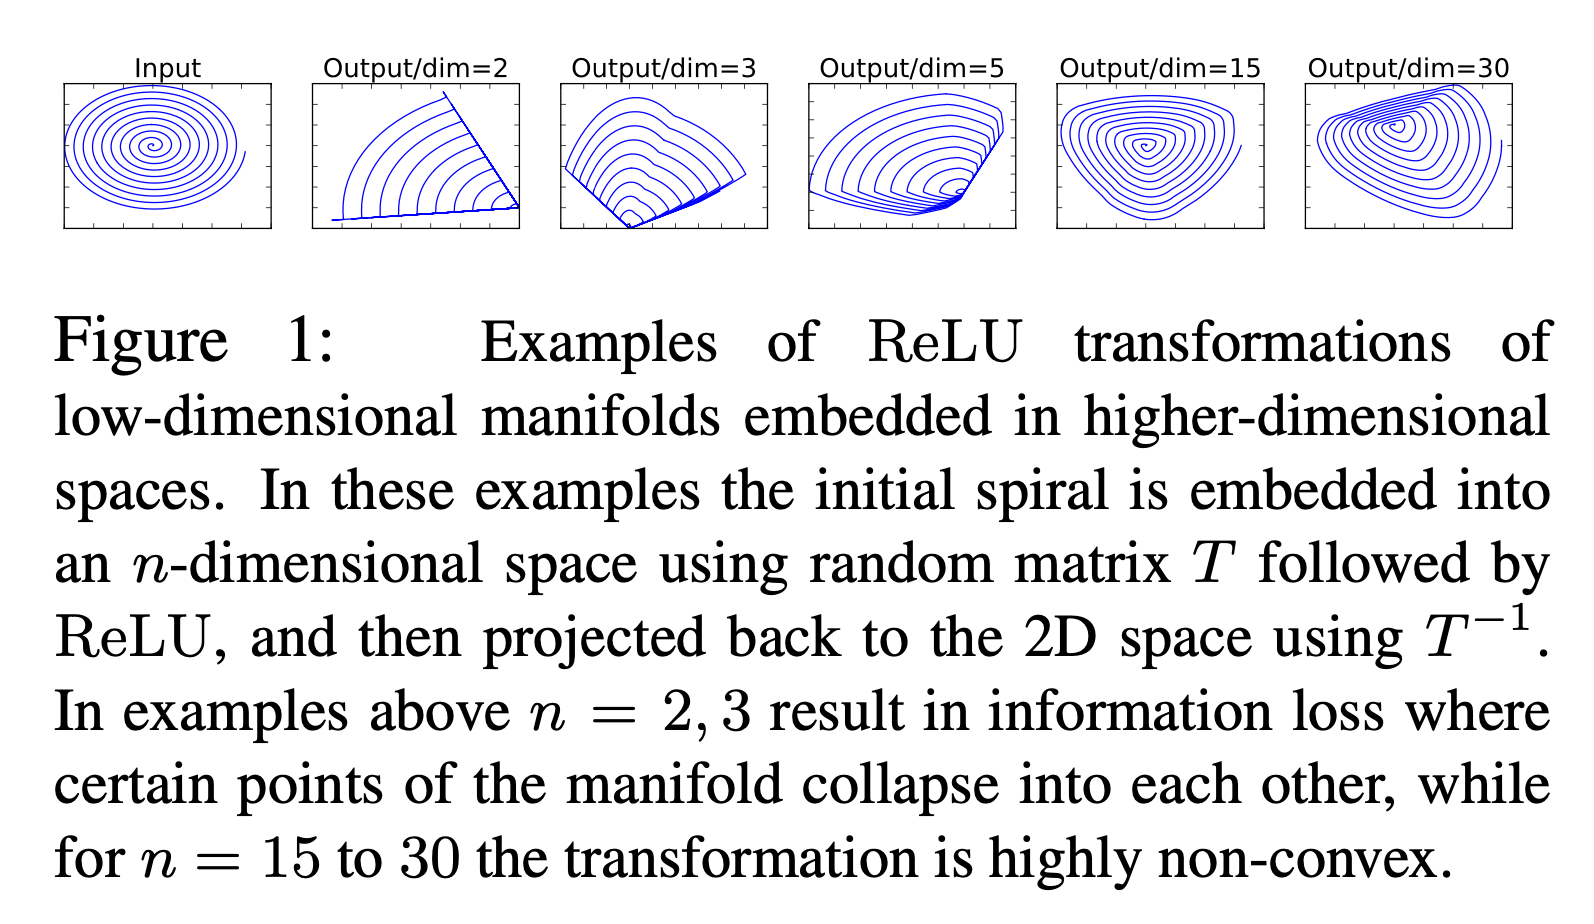 Input Output/dim=2 Output/dim=3 Output/dim=5 Output/dim=15 Output/dim=30
Figure 1: Examples of ReLU transformations of
low-dimensional manifolds embedded in higher-dimensional
spaces. In these examples the initial spiral is embedded into
an n-dimensional space using random matrix T followed by
ReLU, and then projected back to the 2D space using T⁻¹.
In examples above n = 2, 3 result in information loss where
certain points of the manifold collapse into each other, while
for n = 15 to 30 the transformation is highly non-convex.